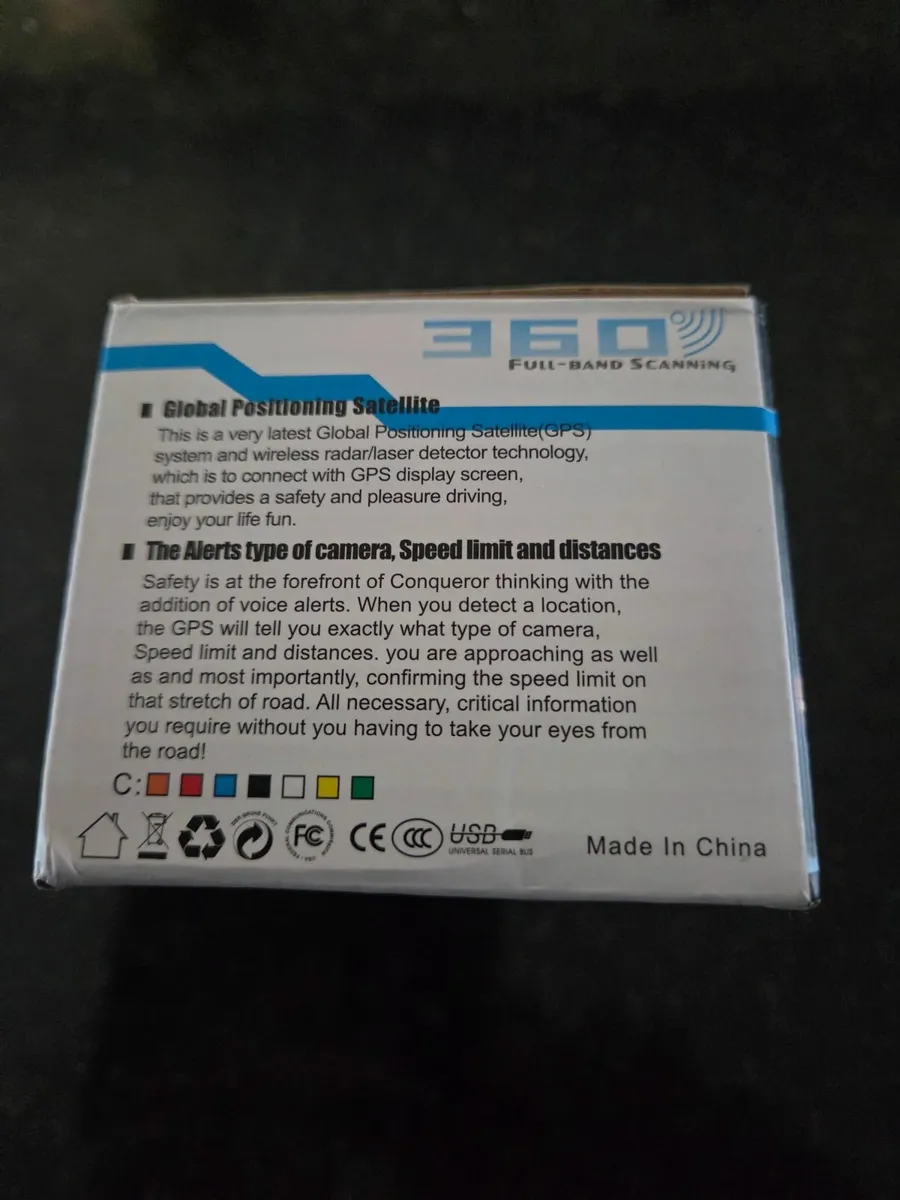 360
FULL-BAND SCANNING
Global Positioning Satellite
This is a very latest Global Positioning Satellite(GPS)
system and wireless radar/laser detector technology,
which is to connect with GPS display screen,
that provides a safety and pleasure driving,
enjoy your life fun.
The Alerts type of camera, Speed limit and distances
Safety is at the forefront of Conqueror thinking with the
addition of voice alerts. When you detect a location,
the GPS will tell you exactly what type of camera,
Speed limit and distances. you are approaching as well
as and most importantly, confirming the speed limit on
that stretch of road. All necessary, critical information
you require without you having to take your eyes from
the road!
C:
DER GRÜNE PUNKT
COMMUNICATIONS COMMISSION
FC
CE
CCC
USB
UNIVERSAL SERIAL BUS
Made In China